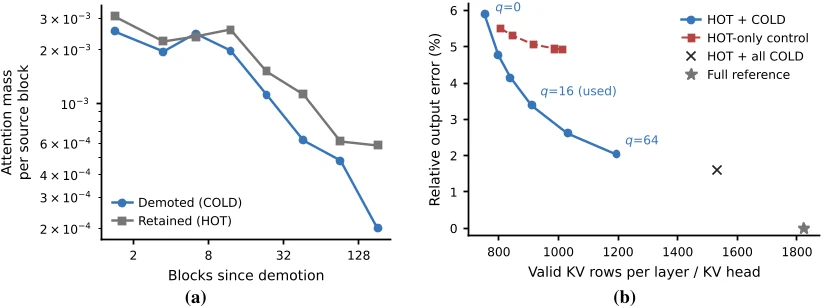 3 × 10⁻³
2 × 10⁻³
10⁻³
6 × 10⁻⁴
4 × 10⁻⁴
3 × 10⁻⁴
2 × 10⁻⁴
Attention mass
per source block
Demoted (COLD)
Retained (HOT)
2 8 32 128
Blocks since demotion
(a)
6
5
4
3
2
1
0
Relative output error (%)
q=0
q=16 (used)
q=64
HOT + COLD
HOT-only control
HOT + all COLD
Full reference
800 1000 1200 1400 1600 1800
Valid KV rows per layer / KV head
(b)